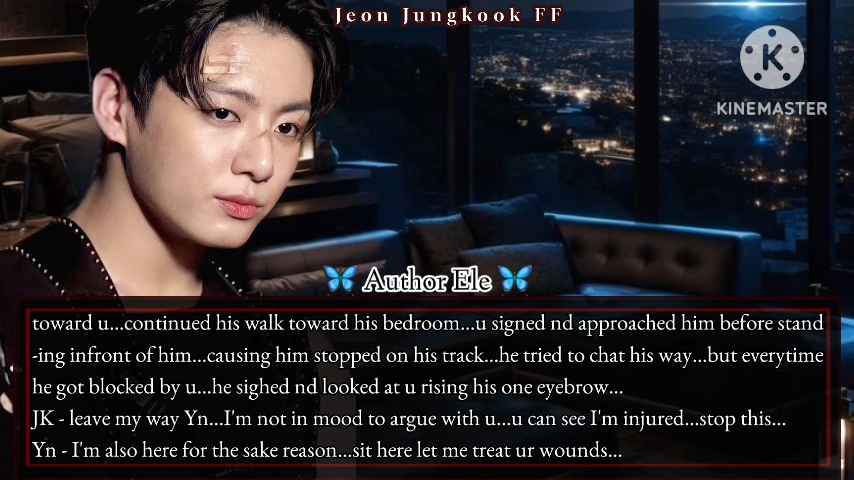 Jeon Jungkook FF
K
KINEMASTER
Author Ele
toward u...continued his walk toward his bedroom...u signed nd approached him before stand
-ing infront of him...causing him stopped on his track...he tried to chat his way...but everytime
he got blocked by u...he sighed nd looked at u rising his one eyebrow...
JK - leave my way Yn...I'm not in mood to argue with u...u can see I'm injured...stop this...
Yn - I'm also here for the sake reason...sit here let me treat ur wounds...